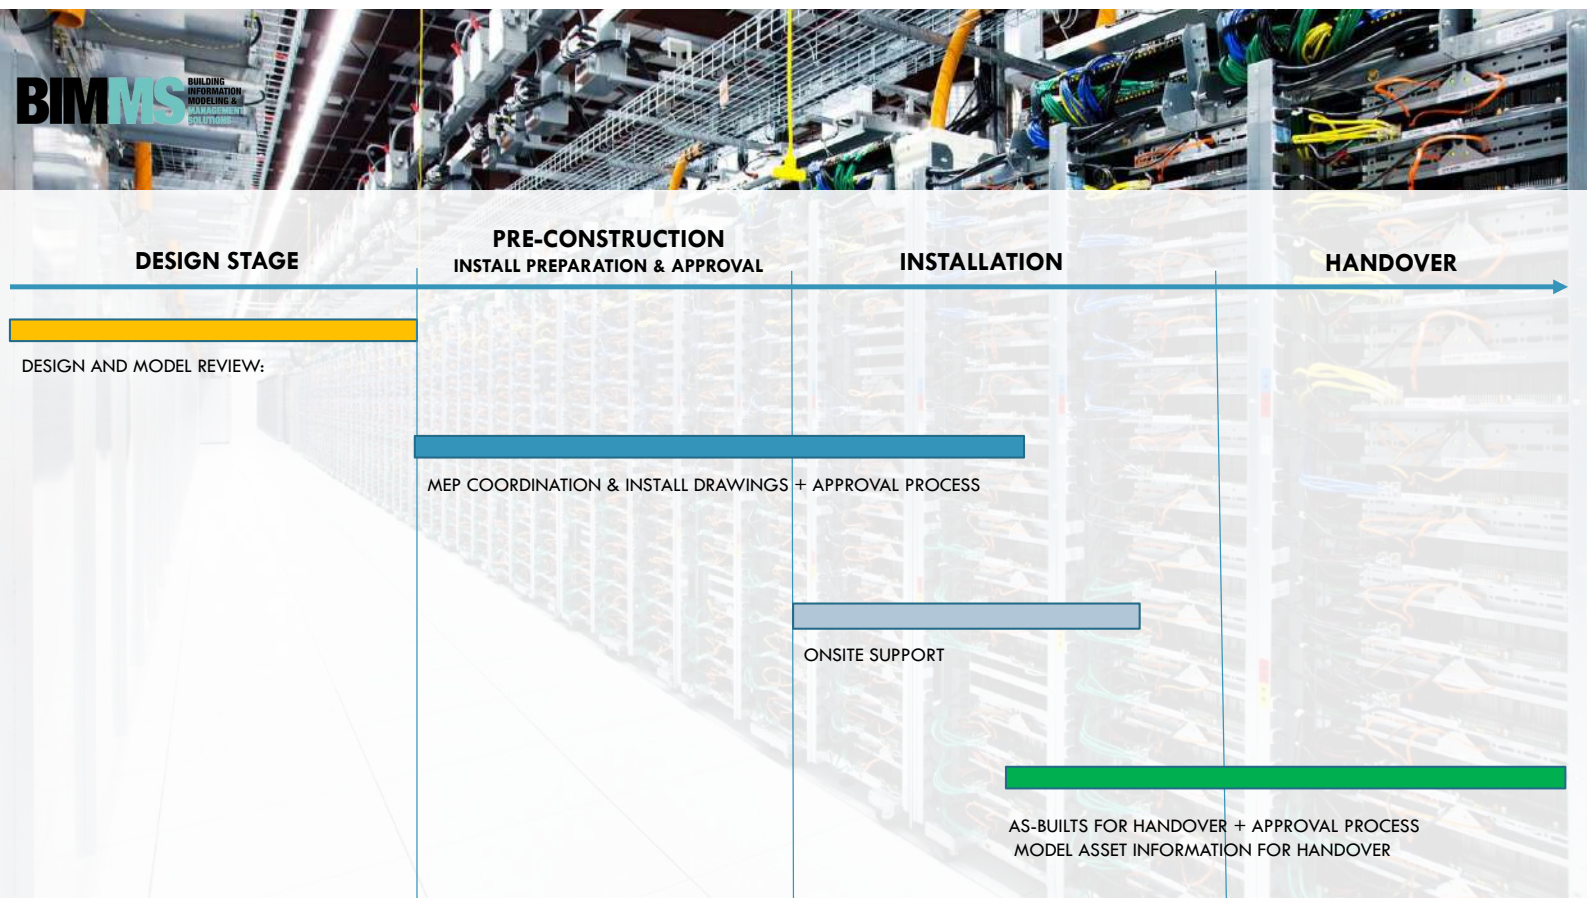 BIMMS
BUILDING
INFORMATION
MODELING &
MANAGEMENT
SOLUTIONS
DESIGN STAGE
PRE-CONSTRUCTION
INSTALL PREPARATION & APPROVAL
INSTALLATION
HANDOVER
DESIGN AND MODEL REVIEW:
MEP COORDINATION & INSTALL DRAWINGS + APPROVAL PROCESS
ONSITE SUPPORT
AS-BUILTS FOR HANDOVER + APPROVAL PROCESS
MODEL ASSET INFORMATION FOR HANDOVER